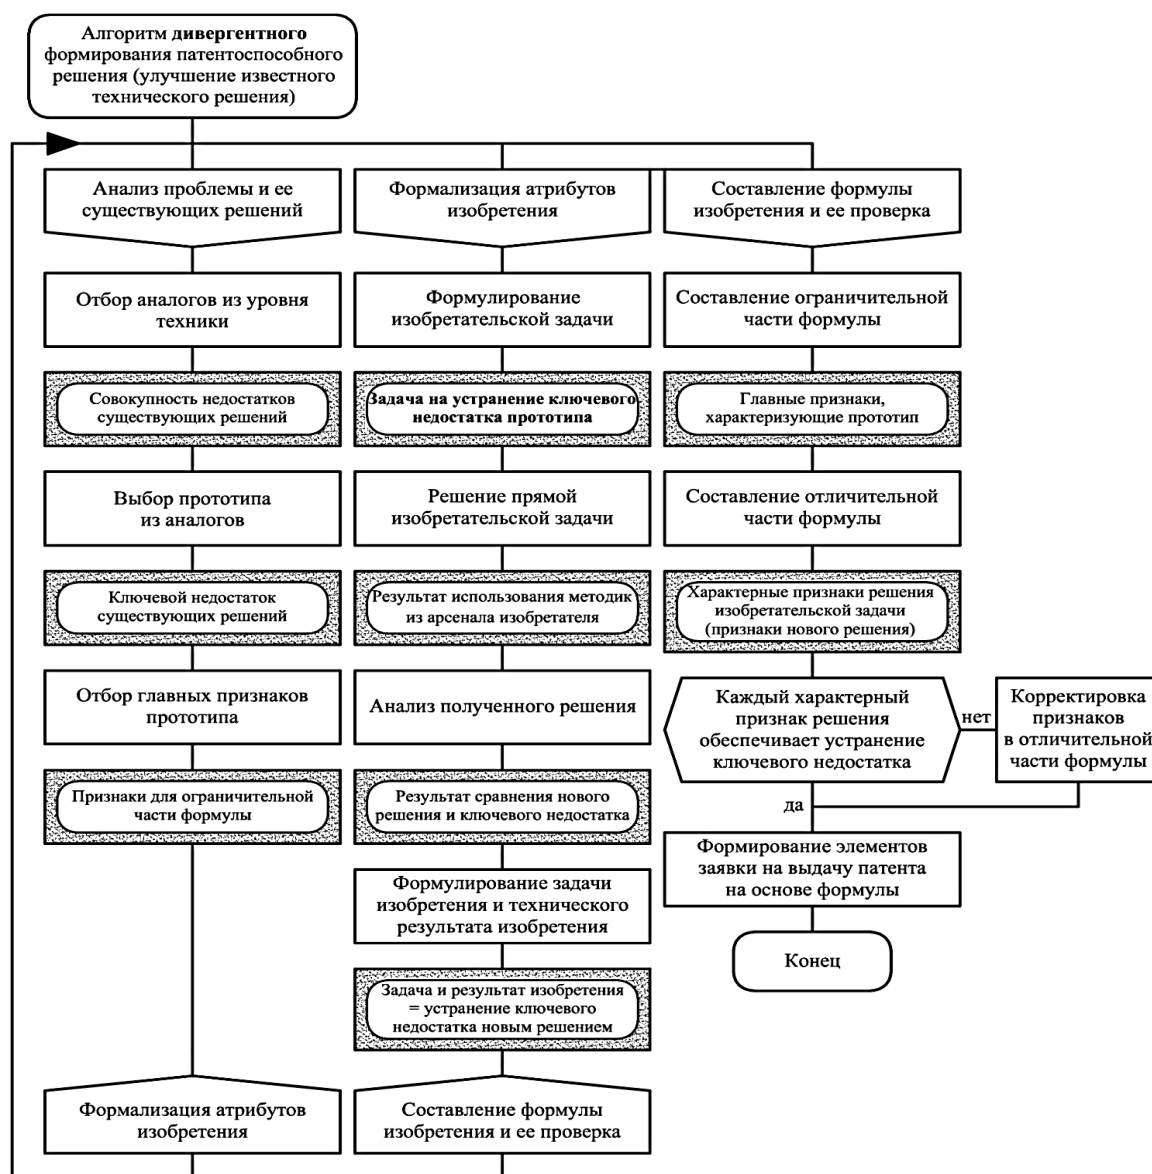 Алгоритм дивергентного
формирования патентоспособного
решения (улучшение известного
технического решения)
Анализ проблемы и ее
существующих решений
Отбор аналогов из уровня
техники
Совокупность недостатков
существующих решений
Выбор прототипа
из аналогов
Ключевой недостаток
существующих решений
Отбор главных признаков
прототипа
Признаки для ограничительной
части формулы
Формализация атрибутов
изобретения
Формализация атрибутов
изобретения
Формулирование
изобретательской задачи
Задача на устранение ключевого
недостатка прототипа
Решение прямой
изобретательской задачи
Результат использования методик
из арсенала изобретателя
Анализ полученного решения
Результат сравнения нового
решения и ключевого недостатка
Формулирование задачи
изобретения и технического
результата изобретения
Задача и результат изобретения
= устранение ключевого
недостатка новым решением
Составление формулы
изобретения и ее проверка
Составление формулы
изобретения и ее проверка
Составление ограничительной
части формулы
Главные признаки,
характеризующие прототип
Составление отличительной
части формулы
Характерные признаки решения
изобретательской задачи
(признаки нового решения)
Каждый характерный
признак решения
обеспечивает устранение
ключевого недостатка
нет
Корректировка
признаков
в отличительной
части формулы
да
Формирование элементов
заявки на выдачу патента
на основе формулы
Конец